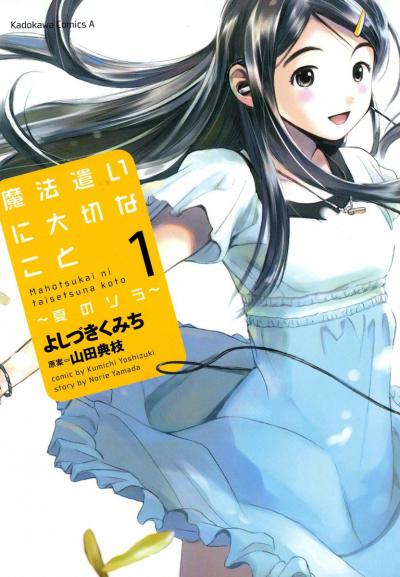 Kadokawa Comics A
魔法遣い
に大切な
こと
1
Mahotsukai ni
taisetsuna koto
～夏のソラ～
よしづきくみち
原案＝山田典枝
comic by Kumichi Yoshizuki
story by Norie Yamada